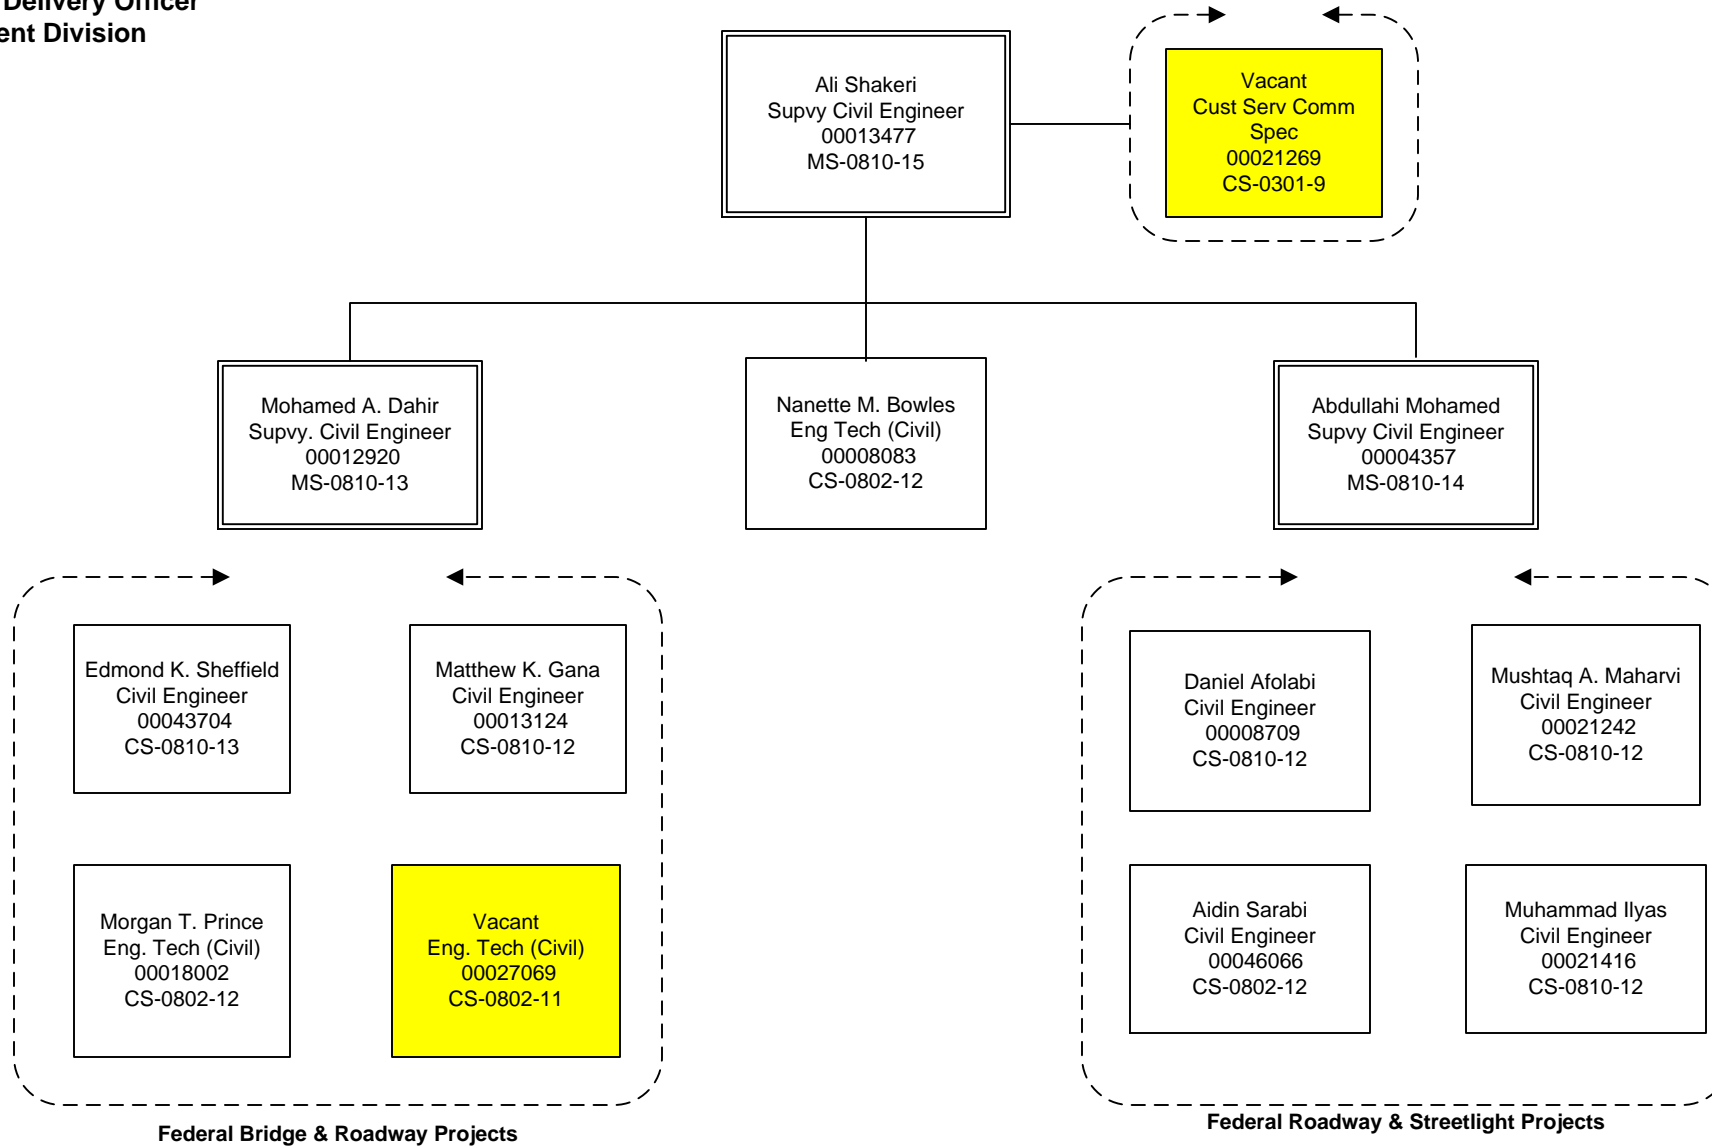 Delivery Officer
ent Division
Ali Shakeri
Supvy Civil Engineer
00013477
MS-0810-15
Vacant
Cust Serv Comm
Spec
00021269
CS-0301-9
Mohamed A. Dahir
Supvy. Civil Engineer
00012920
MS-0810-13
Nanette M. Bowles
Eng Tech (Civil)
00008083
CS-0802-12
Abdullahi Mohamed
Supvy Civil Engineer
00004357
MS-0810-14
Edmond K. Sheffield
Civil Engineer
00043704
CS-0810-13
Matthew K. Gana
Civil Engineer
00013124
CS-0810-12
Daniel Afolabi
Civil Engineer
00008709
CS-0810-12
Mushtaq A. Maharvi
Civil Engineer
00021242
CS-0810-12
Morgan T. Prince
Eng. Tech (Civil)
00018002
CS-0802-12
Vacant
Eng. Tech (Civil)
00027069
CS-0802-11
Aidin Sarabi
Civil Engineer
00046066
CS-0802-12
Muhammad Ilyas
Civil Engineer
00021416
CS-0810-12
Federal Bridge & Roadway Projects
Federal Roadway & Streetlight Projects